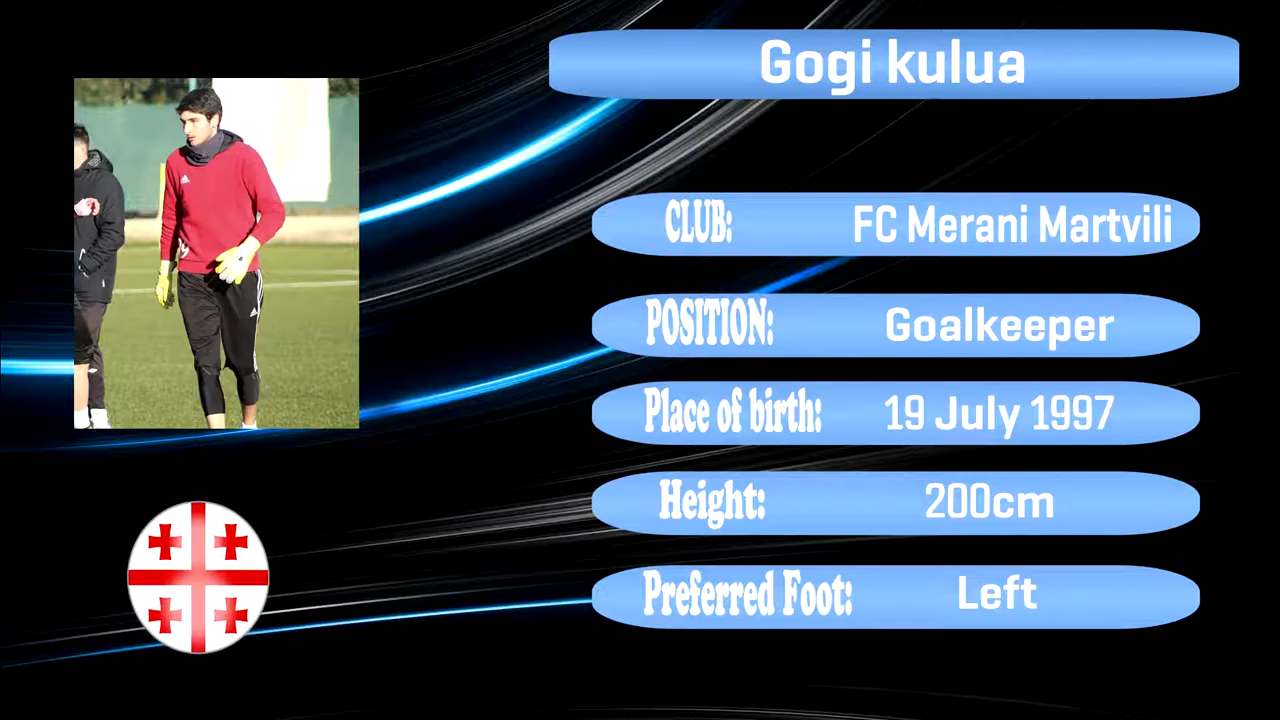 Gogi kulua
CLUB: FC Merani Martvili
POSITION: Goalkeeper
Place of birth: 19 July 1997
Height: 200cm
Preferred Foot: Left